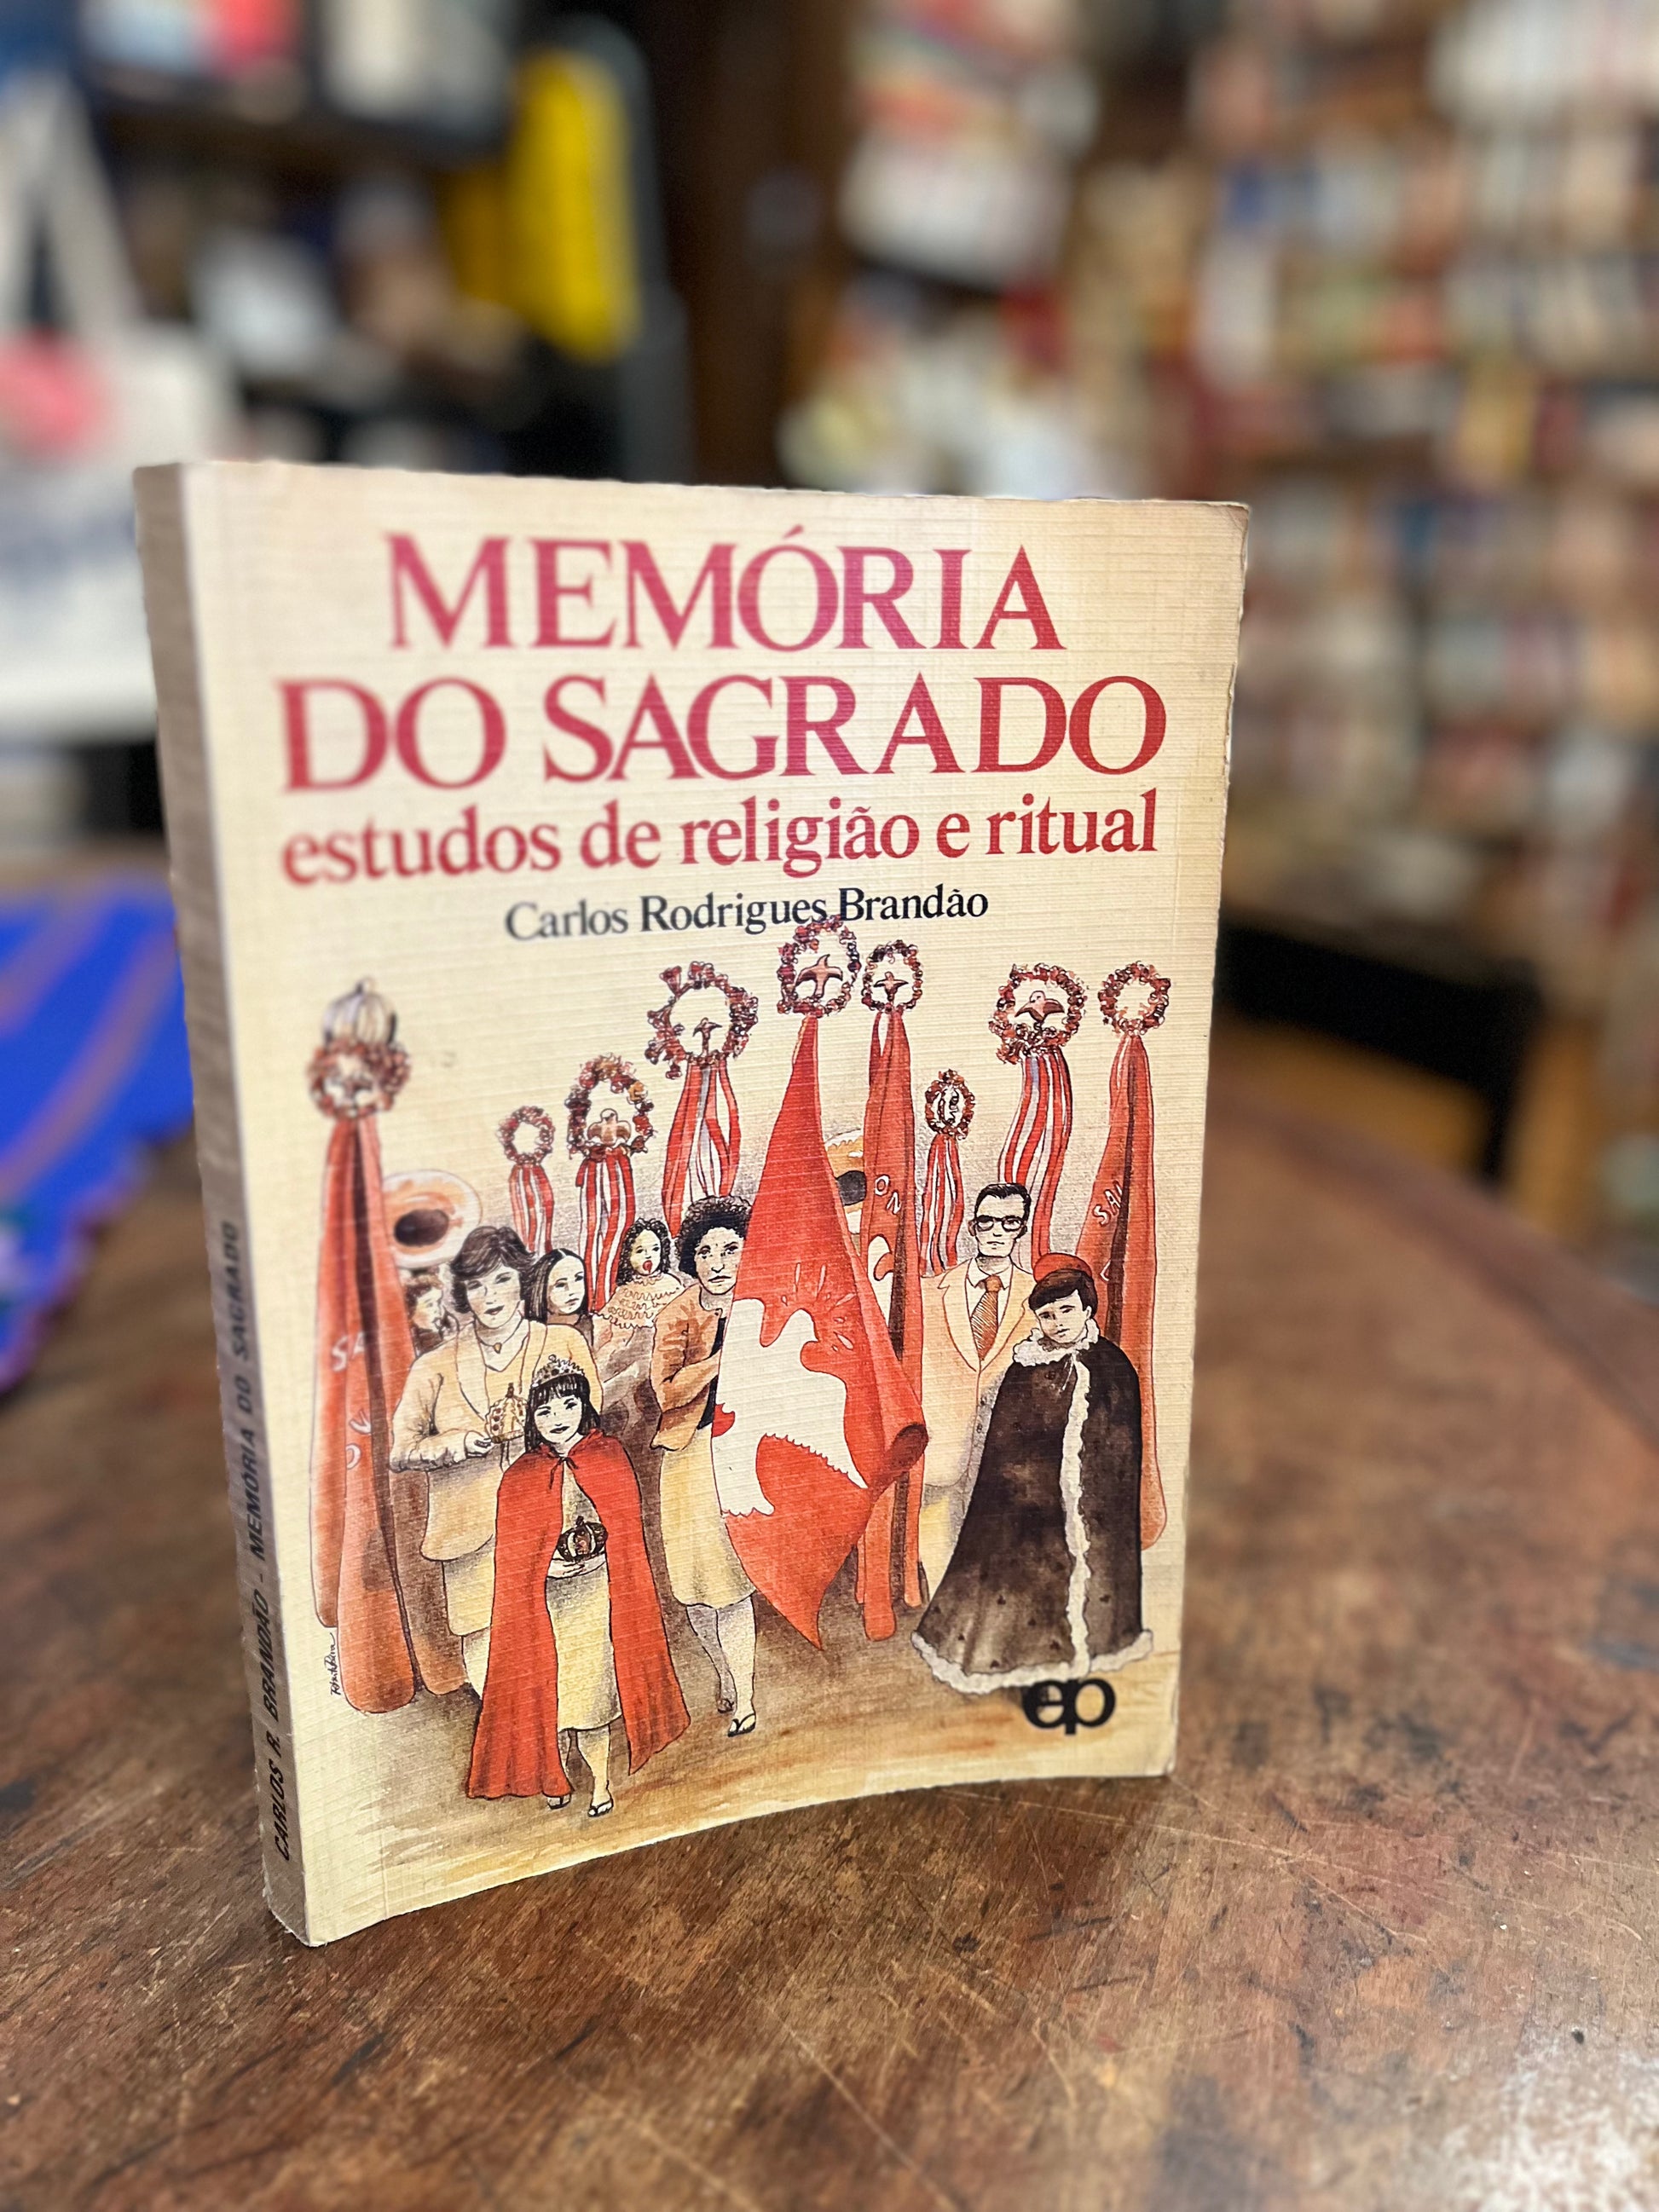 MEMÓRIA
DO SAGRADO
estudos de religião e ritual
Carlos Rodrigues Brandão
ep
CARLOS R. BRANDÃO - MEMÓRIA DO SAGRADO